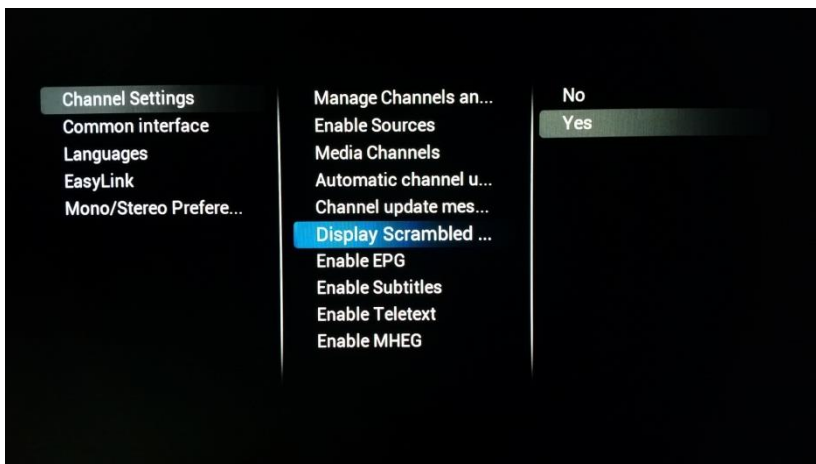 Channel Settings
Common interface
Languages
EasyLink
Mono/Stereo Prefere...
Manage Channels an...
Enable Sources
Media Channels
Automatic channel u...
Channel update mes...
Display Scrambled ...
Enable EPG
Enable Subtitles
Enable Teletext
Enable MHEG
No
Yes